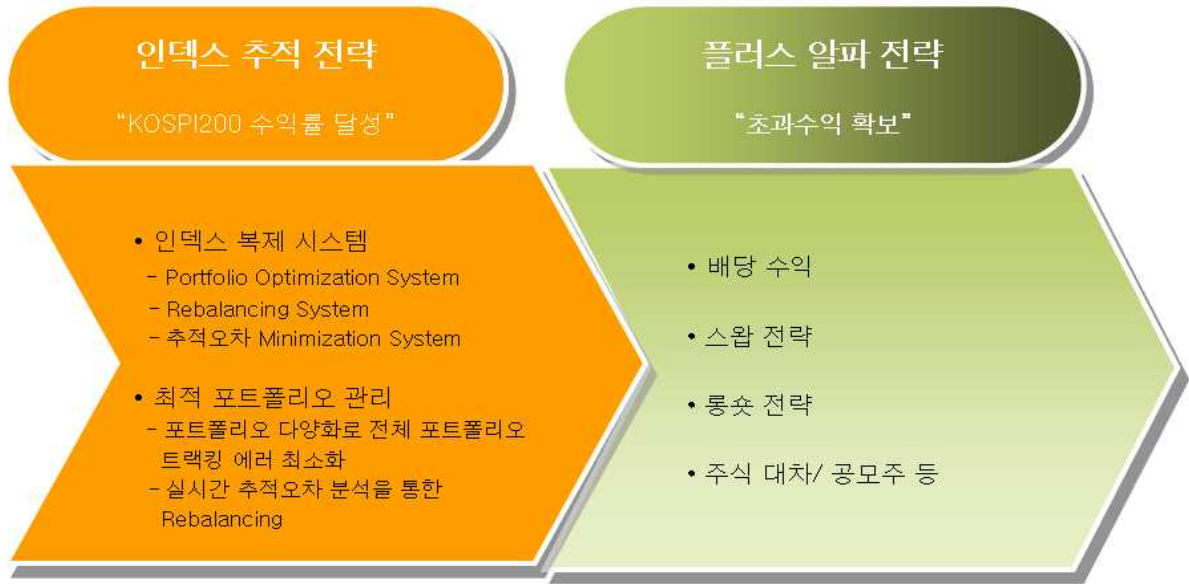 인덱스 추적 전략
“KOSPI200 수익률 달성”
• 인덱스 복제 시스템
- Portfolio Optimization System
- Rebalancing System
- 추적오차 Minimization System
• 최적 포트폴리오 관리
- 포트폴리오 다양화로 전체 포트폴리오
트랙킹 에러 최소화
- 실시간 추적오차 분석을 통한
Rebalancing
플러스 알파 전략
“초과수익 확보”
• 배당 수익
• 스왑 전략
• 롱숏 전략
• 주식 대차/ 공모주 등